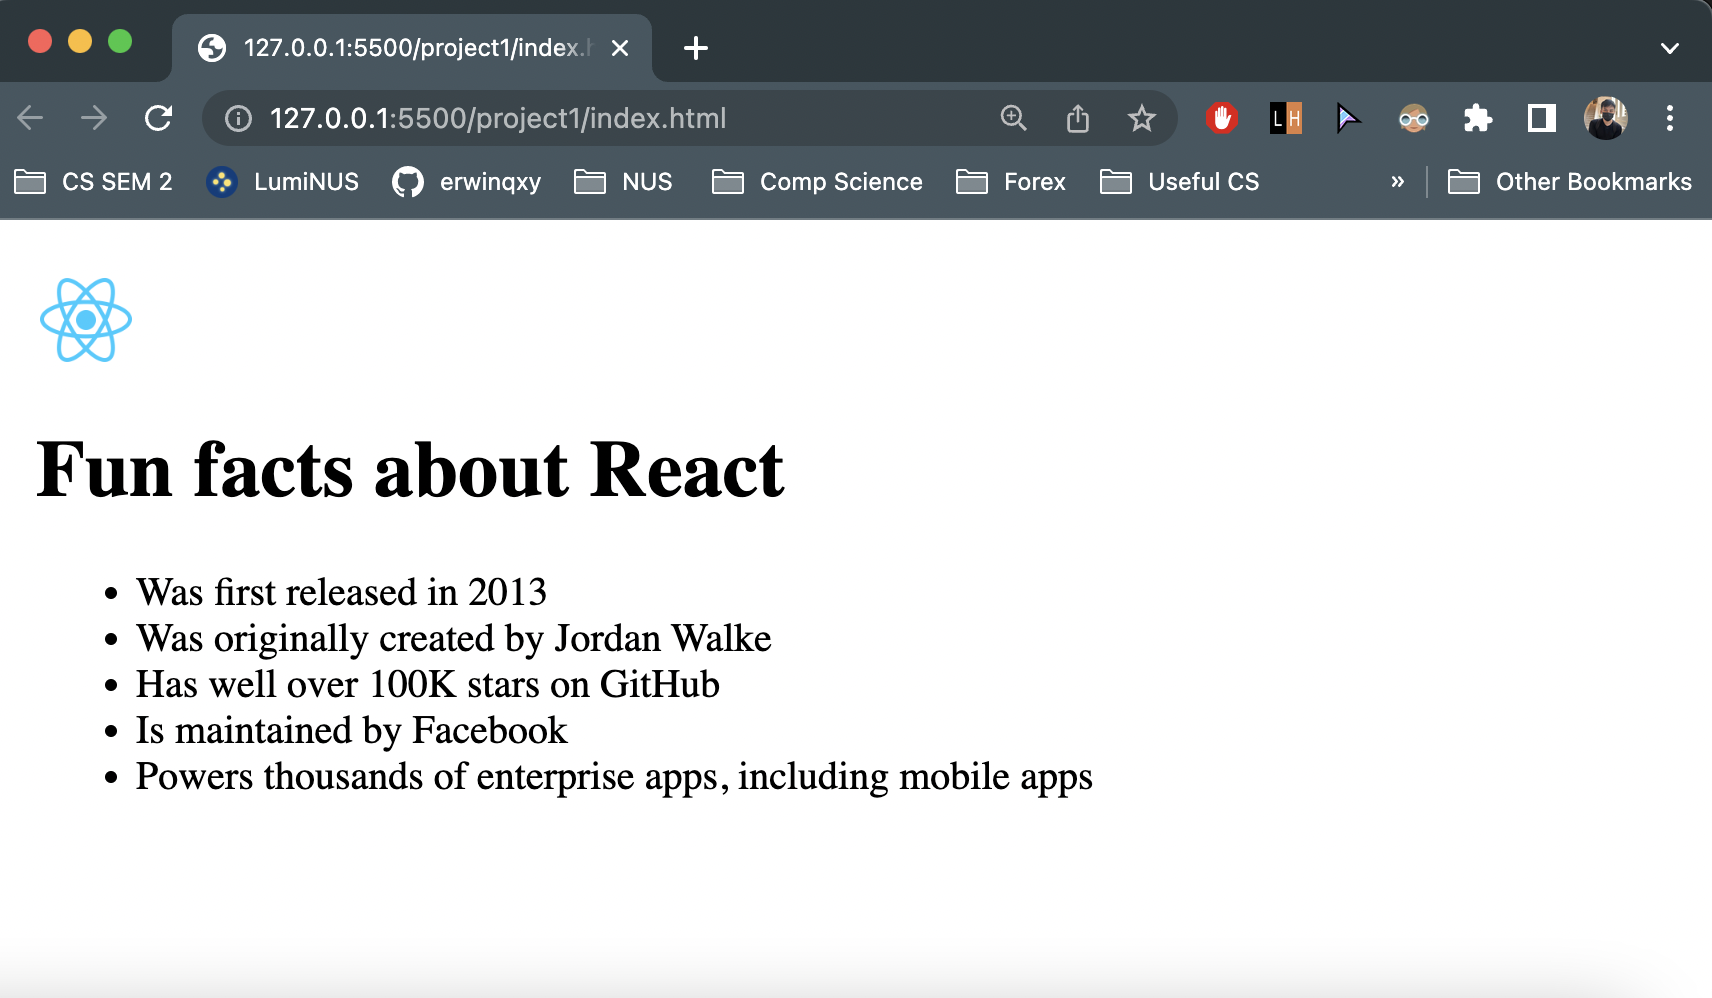 127.0.0.1:5500/project1/index.h
127.0.0.1:5500/project1/index.html
LH
CS SEM 2 LumiNUS erwinqxy NUS Comp Science Forex Useful CS » Other Bookmarks
Fun facts about React
• Was first released in 2013
• Was originally created by Jordan Walke
• Has well over 100K stars on GitHub
• Is maintained by Facebook
• Powers thousands of enterprise apps, including mobile apps